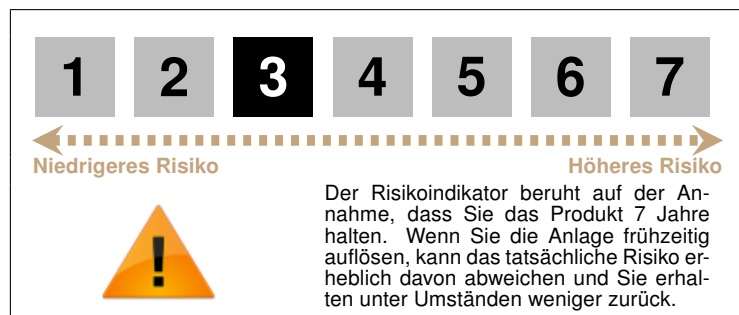 1 2 3 4 5 6 7
Niedrigeres Risiko Höheres Risiko
Der Risikoindikator beruht auf der An-
nahme, dass Sie das Produkt 7 Jahre
halten. Wenn Sie die Anlage frühzeitig
auflösen, kann das tatsächliche Risiko er-
heblich davon abweichen und Sie erhal-
ten unter Umständen weniger zurück.